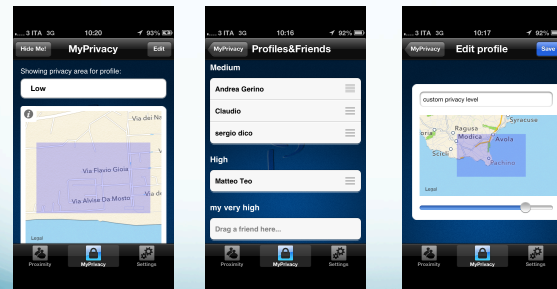 3 ITA 3G 10:20 93%
Hide Me! MyPrivacy Edit
Showing privacy area for profile:
Low
Via dei Na
Via Flavio Gioia
Via Alvise Da Mosto
Via de
Legal
Proximity MyPrivacy Settings
3 ITA 3G 10:16 92%
MyPrivacy Profiles&Friends
Medium
Andrea Gerino
Claudio
sergio dico
High
Matteo Teo
my very high
Drag a friend here...
Proximity MyPrivacy Settings
3 ITA 3G 10:17 92%
MyPrivacy Edit profile Save
custom privacy level
Syracuse
oria
Ragusa
Modica
Avola
Scicli
Pachino
Legal
Proximity MyPrivacy Settings